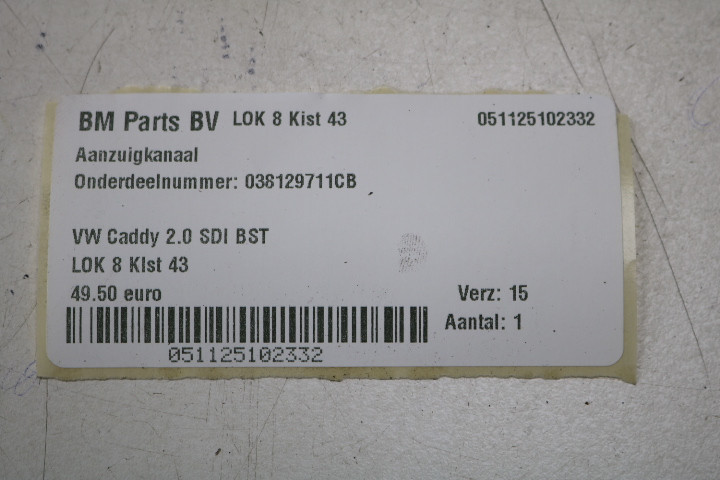 BM Parts BV LOK 8 Kist 43 051125102332
Aanzuigkanaal
Onderdeelnummer: 038129711CB
VW Caddy 2.0 SDI BST
LOK 8 Kist 43
49.50 euro Verz: 15
Aantal: 1
051125102332